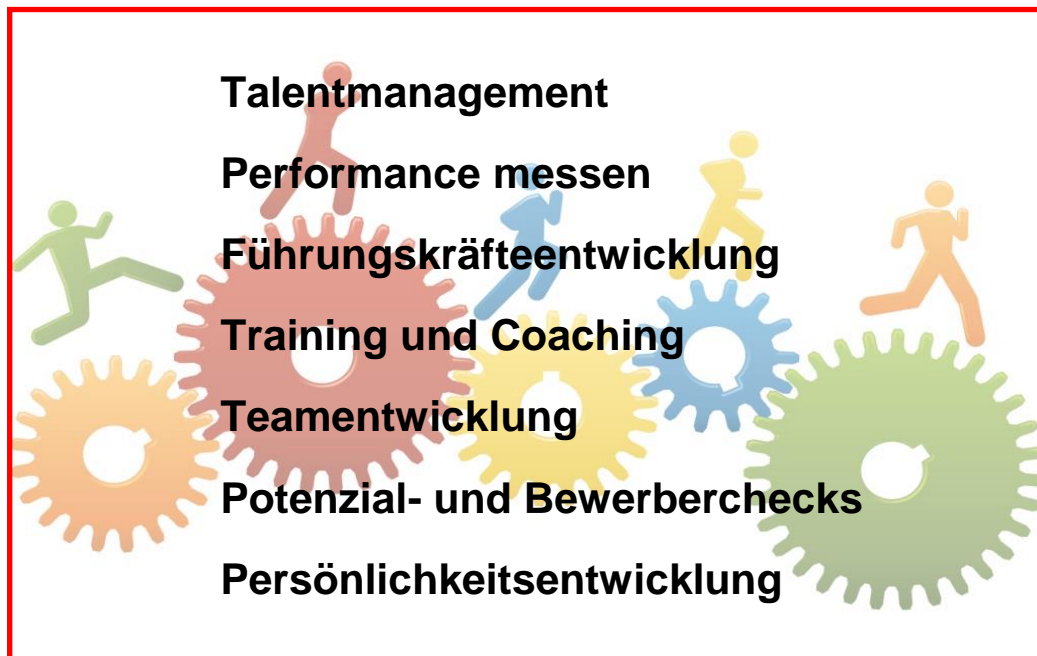 Talentmanagement
Performance messen
Führungskräfteentwicklung
Training und Coaching
Teamentwicklung
Potenzial- und Bewerberchecks
Persönlichkeitsentwicklung